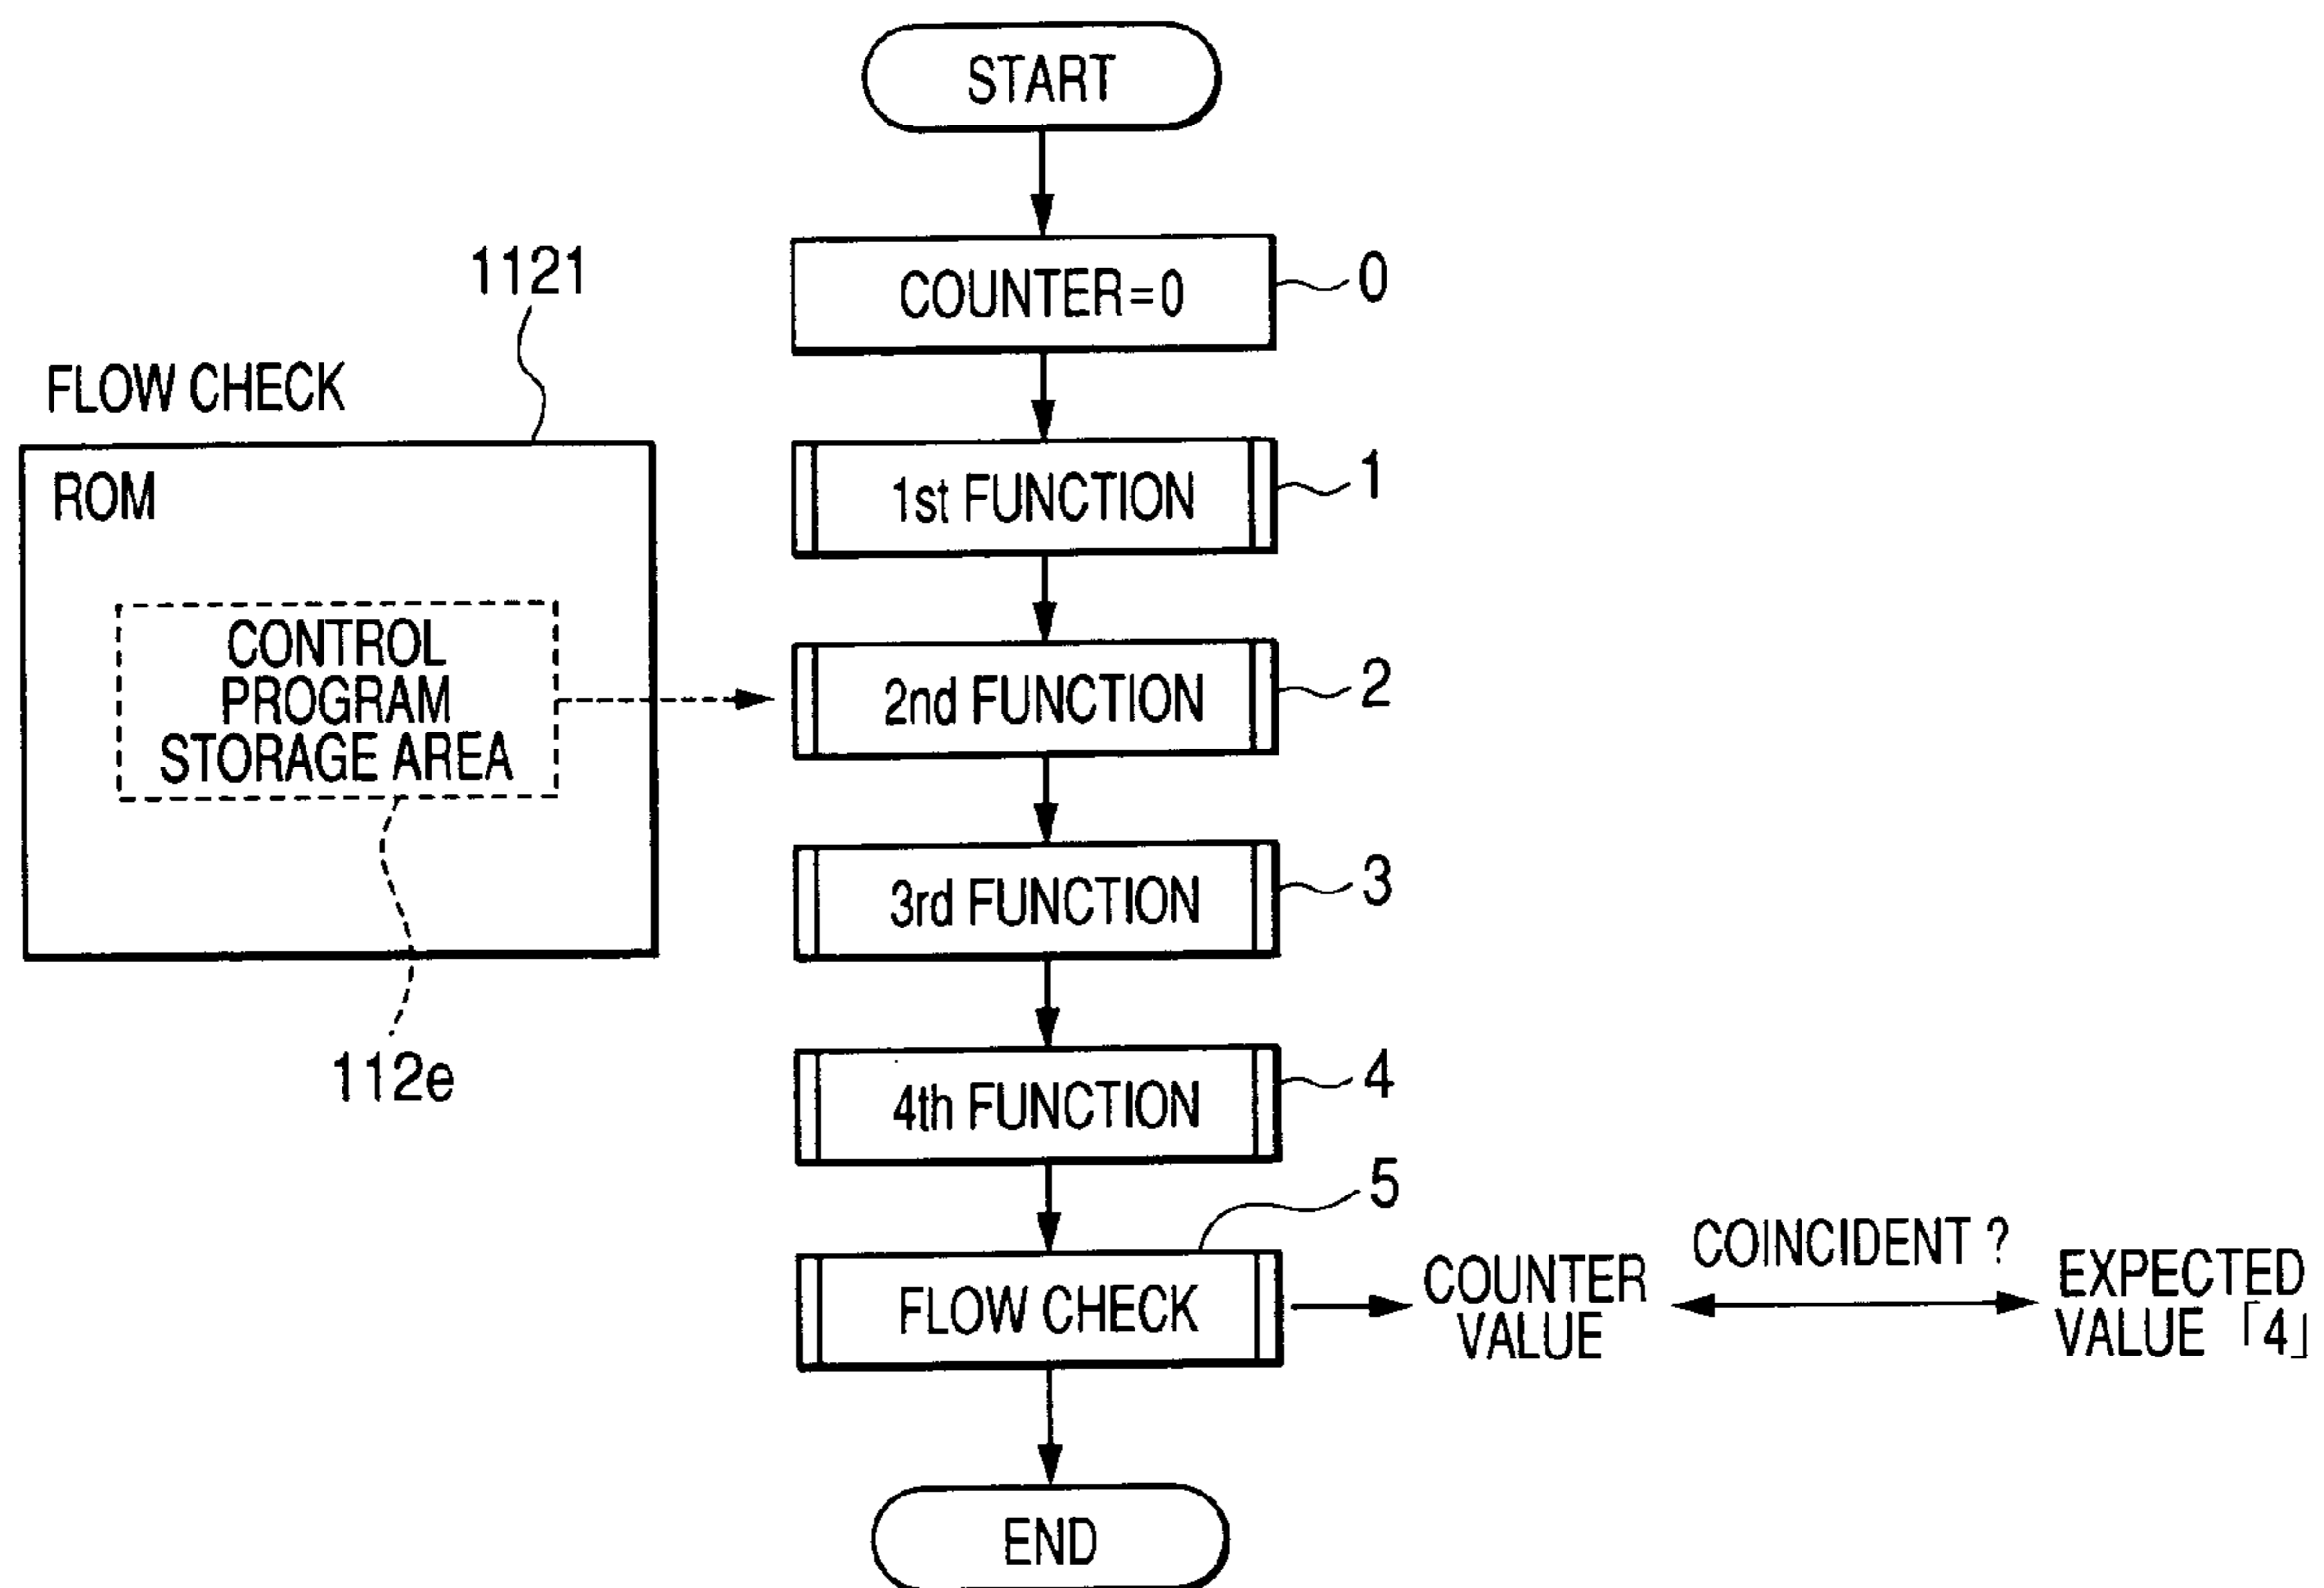 START
COUNTER=0
0
1121
FLOW CHECK
ROM
1st FUNCTION
1
CONTROL
PROGRAM
STORAGE AREA
2nd FUNCTION
2
3rd FUNCTION
3
112e
4th FUNCTION
4
5
FLOW CHECK
COUNTER
VALUE
COINCIDENT ?
EXPECTED
VALUE 「4」
END